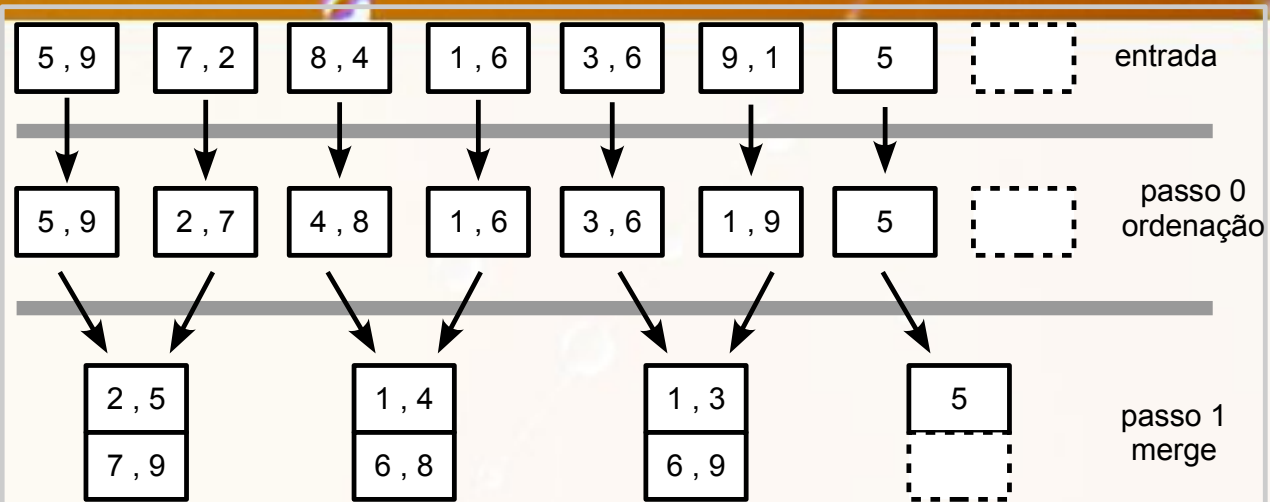 5 , 9 7 , 2 8 , 4 1 , 6 3 , 6 9 , 1 5 entrada
5 , 9 2 , 7 4 , 8 1 , 6 3 , 6 1 , 9 5 passo 0
ordenação
2 , 5 1 , 4 1 , 3 5 passo 1
7 , 9 6 , 8 6 , 9 merge